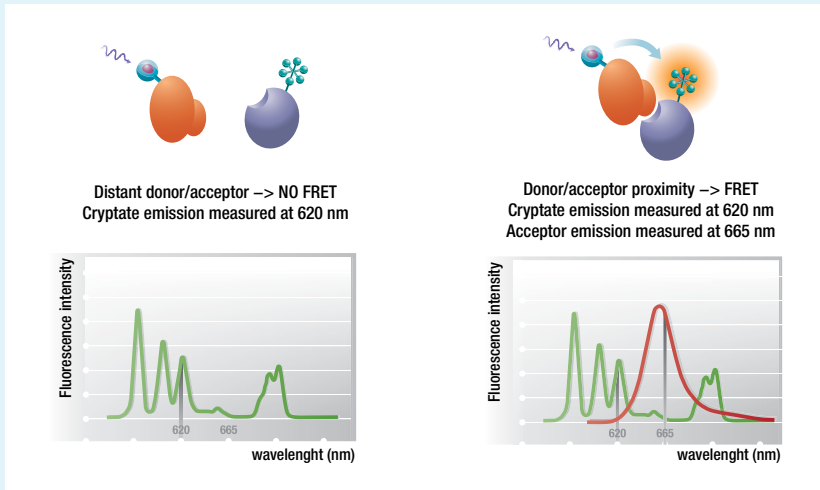 Distant donor/acceptor –> NO FRET
Cryptate emission measured at 620 nm
Fluorescence intensity
620 665
wavelenght (nm)
Donor/acceptor proximity –> FRET
Cryptate emission measured at 620 nm
Acceptor emission measured at 665 nm
Fluorescence intensity
620 665
wavelenght (nm)